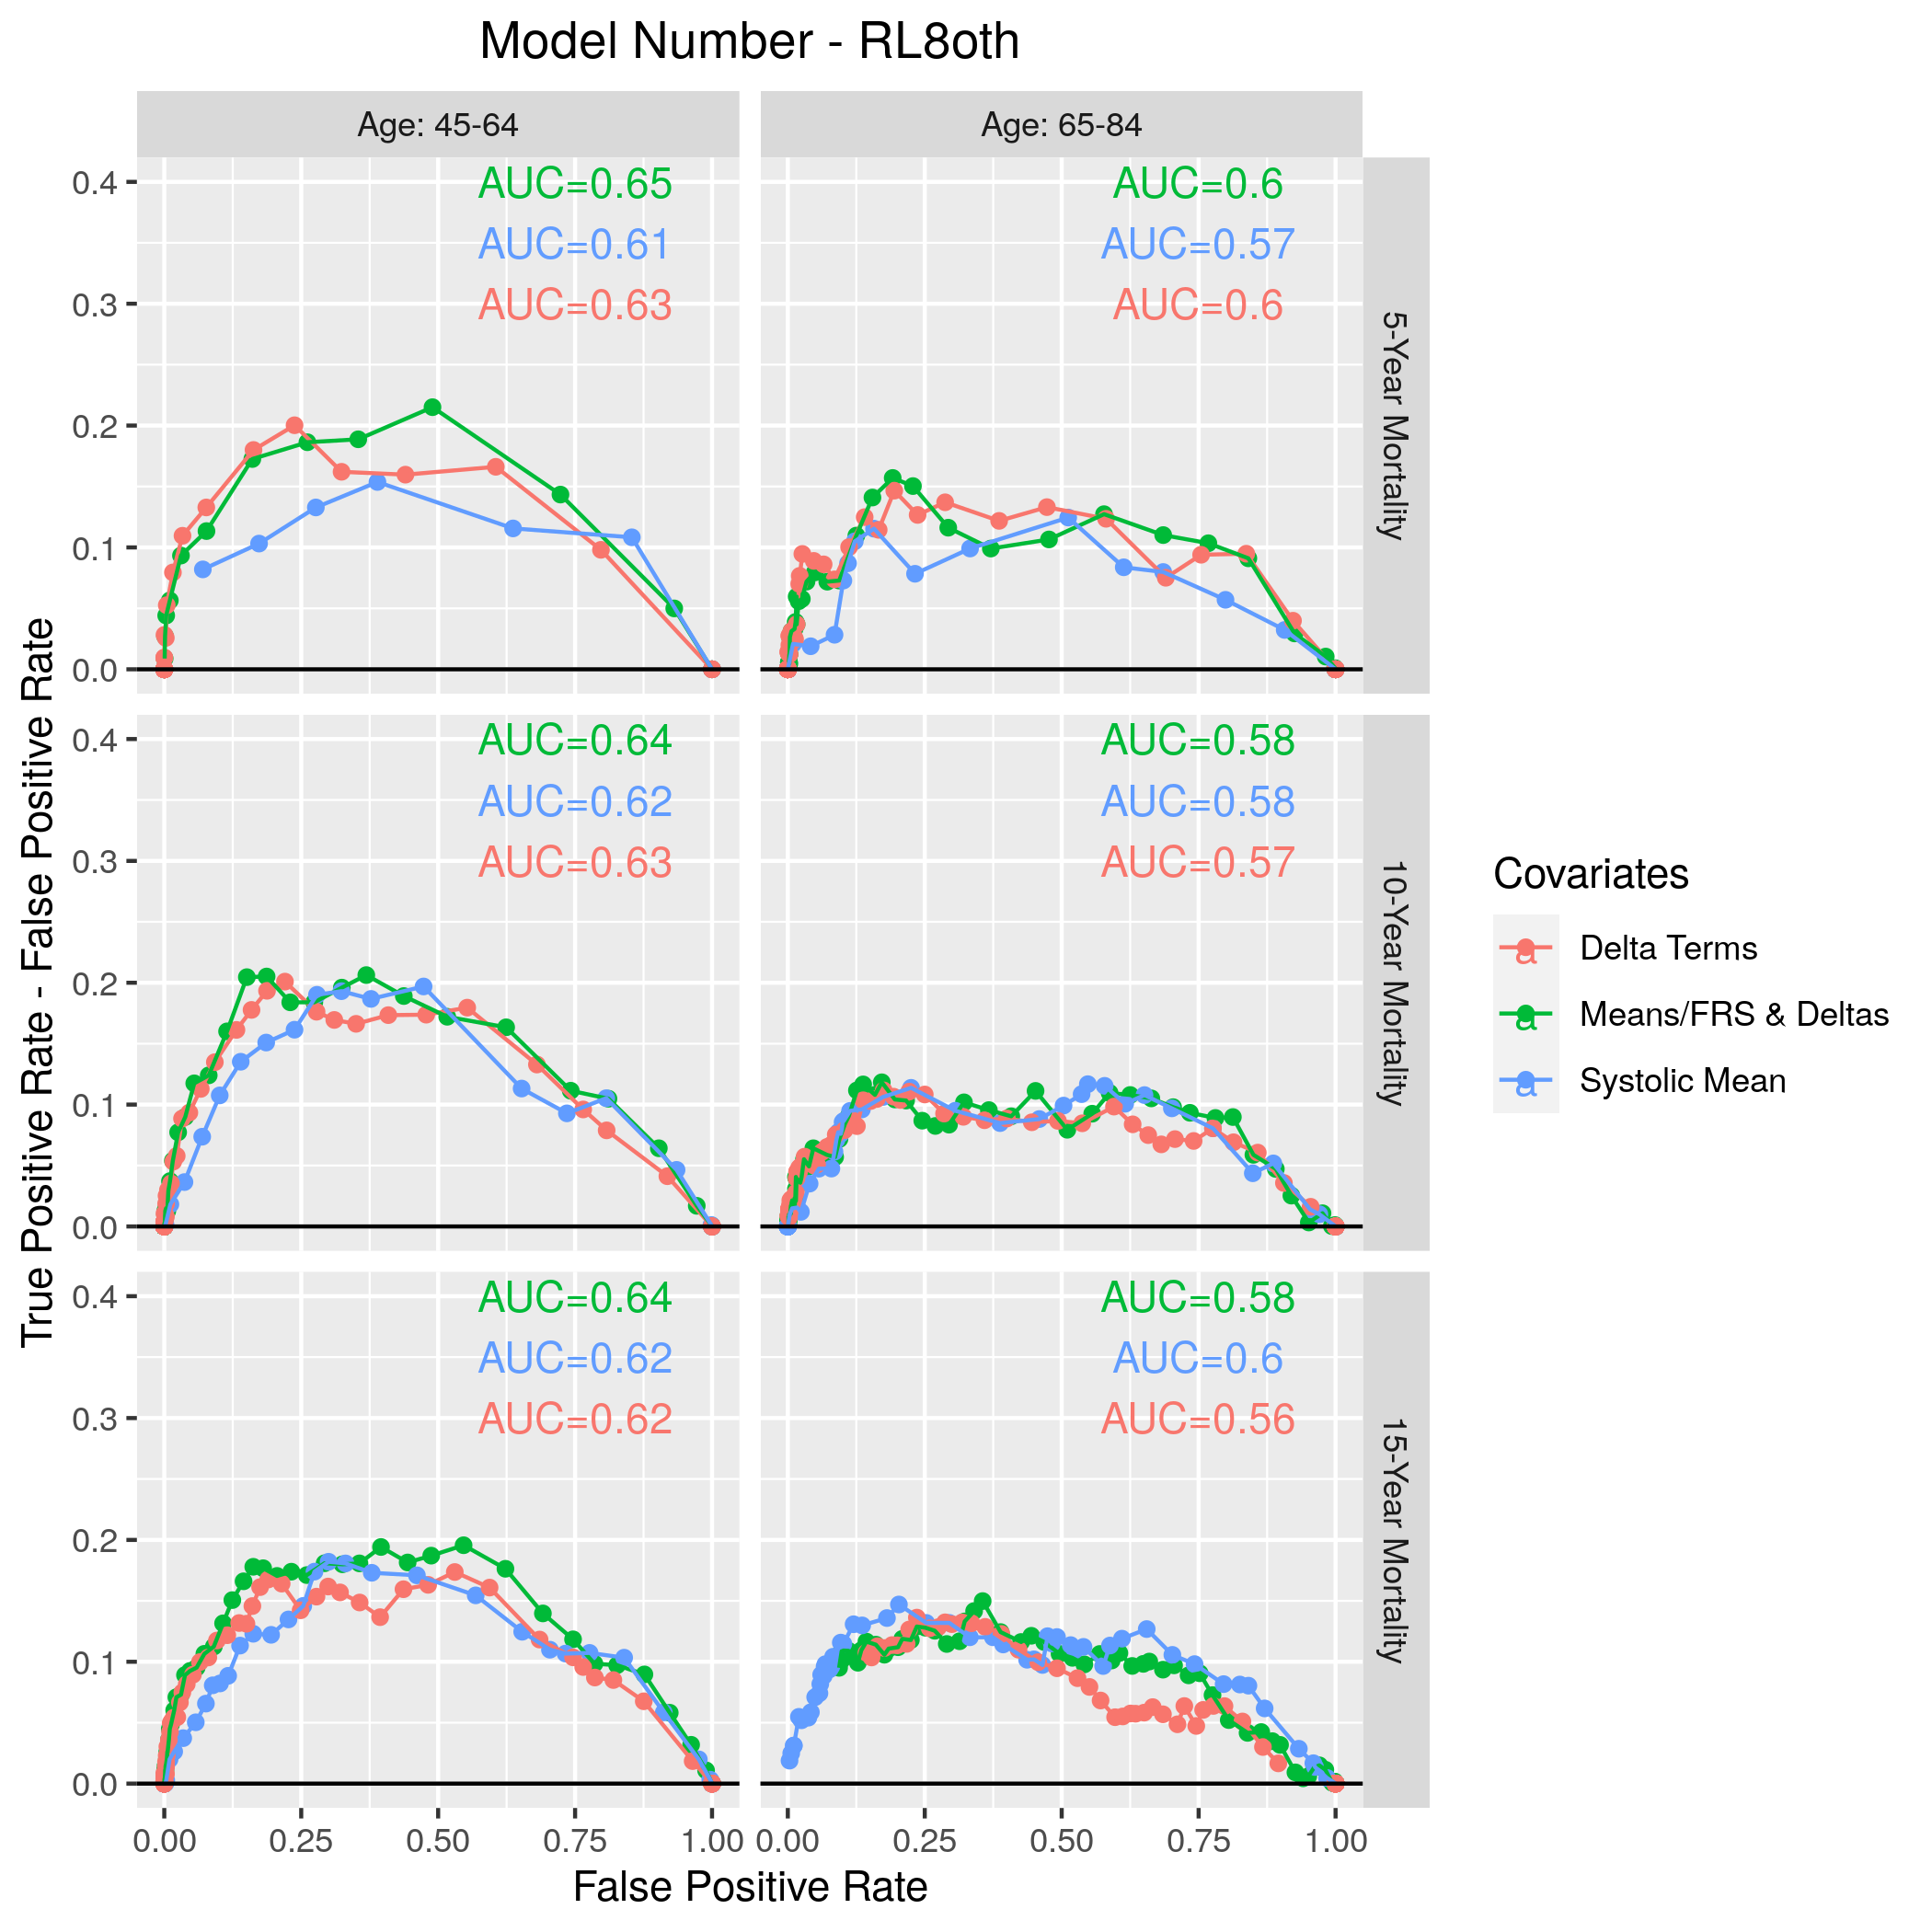 Model Number - RL8oth
Age: 45-64
Age: 65-84
True Positive Rate - False Positive Rate
0.4
0.3
0.2
0.1
0.0
AUC=0.65
AUC=0.61
AUC=0.63
AUC=0.6
AUC=0.57
AUC=0.6
5-Year Mortality
0.4
0.3
0.2
0.1
0.0
AUC=0.64
AUC=0.62
AUC=0.63
AUC=0.58
AUC=0.58
AUC=0.57
10-Year Mortality
0.4
0.3
0.2
0.1
0.0
AUC=0.64
AUC=0.62
AUC=0.62
AUC=0.58
AUC=0.6
AUC=0.56
15-Year Mortality
0.00 0.25 0.50 0.75 1.00
0.00 0.25 0.50 0.75 1.00
False Positive Rate
Covariates
a Delta Terms
a Means/FRS & Deltas
a Systolic Mean